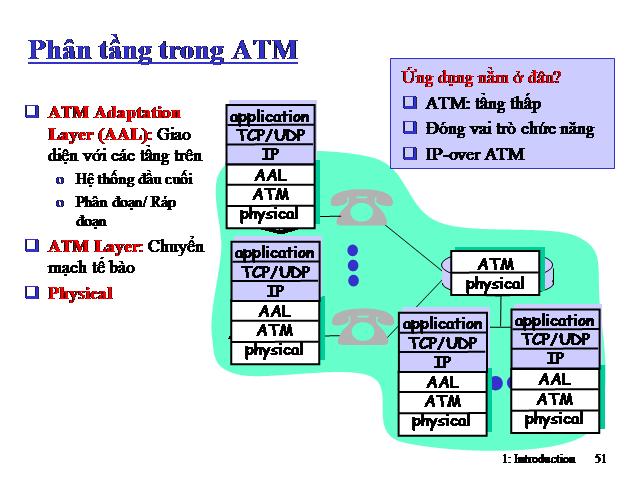 Phân tầng trong ATM
ATM Adaptation
Layer (AAL): Giao
diện với các tầng trên
Hệ thống đầu cuối
Phân đoạn/ Ráp
đoạn
ATM Layer: Chuyển
mạch tế bào
Physical
Ứng dụng nằm ở đâu?
ATM: tầng thấp
Đóng vai trò chức năng
IP-over ATM
application
TCP/UDP
IP
AAL
ATM
physical
application
TCP/UDP
IP
AAL
ATM
physical
ATM
physical
application
TCP/UDP
IP
AAL
ATM
physical
application
TCP/UDP
IP
AAL
ATM
physical
1: Introduction 51